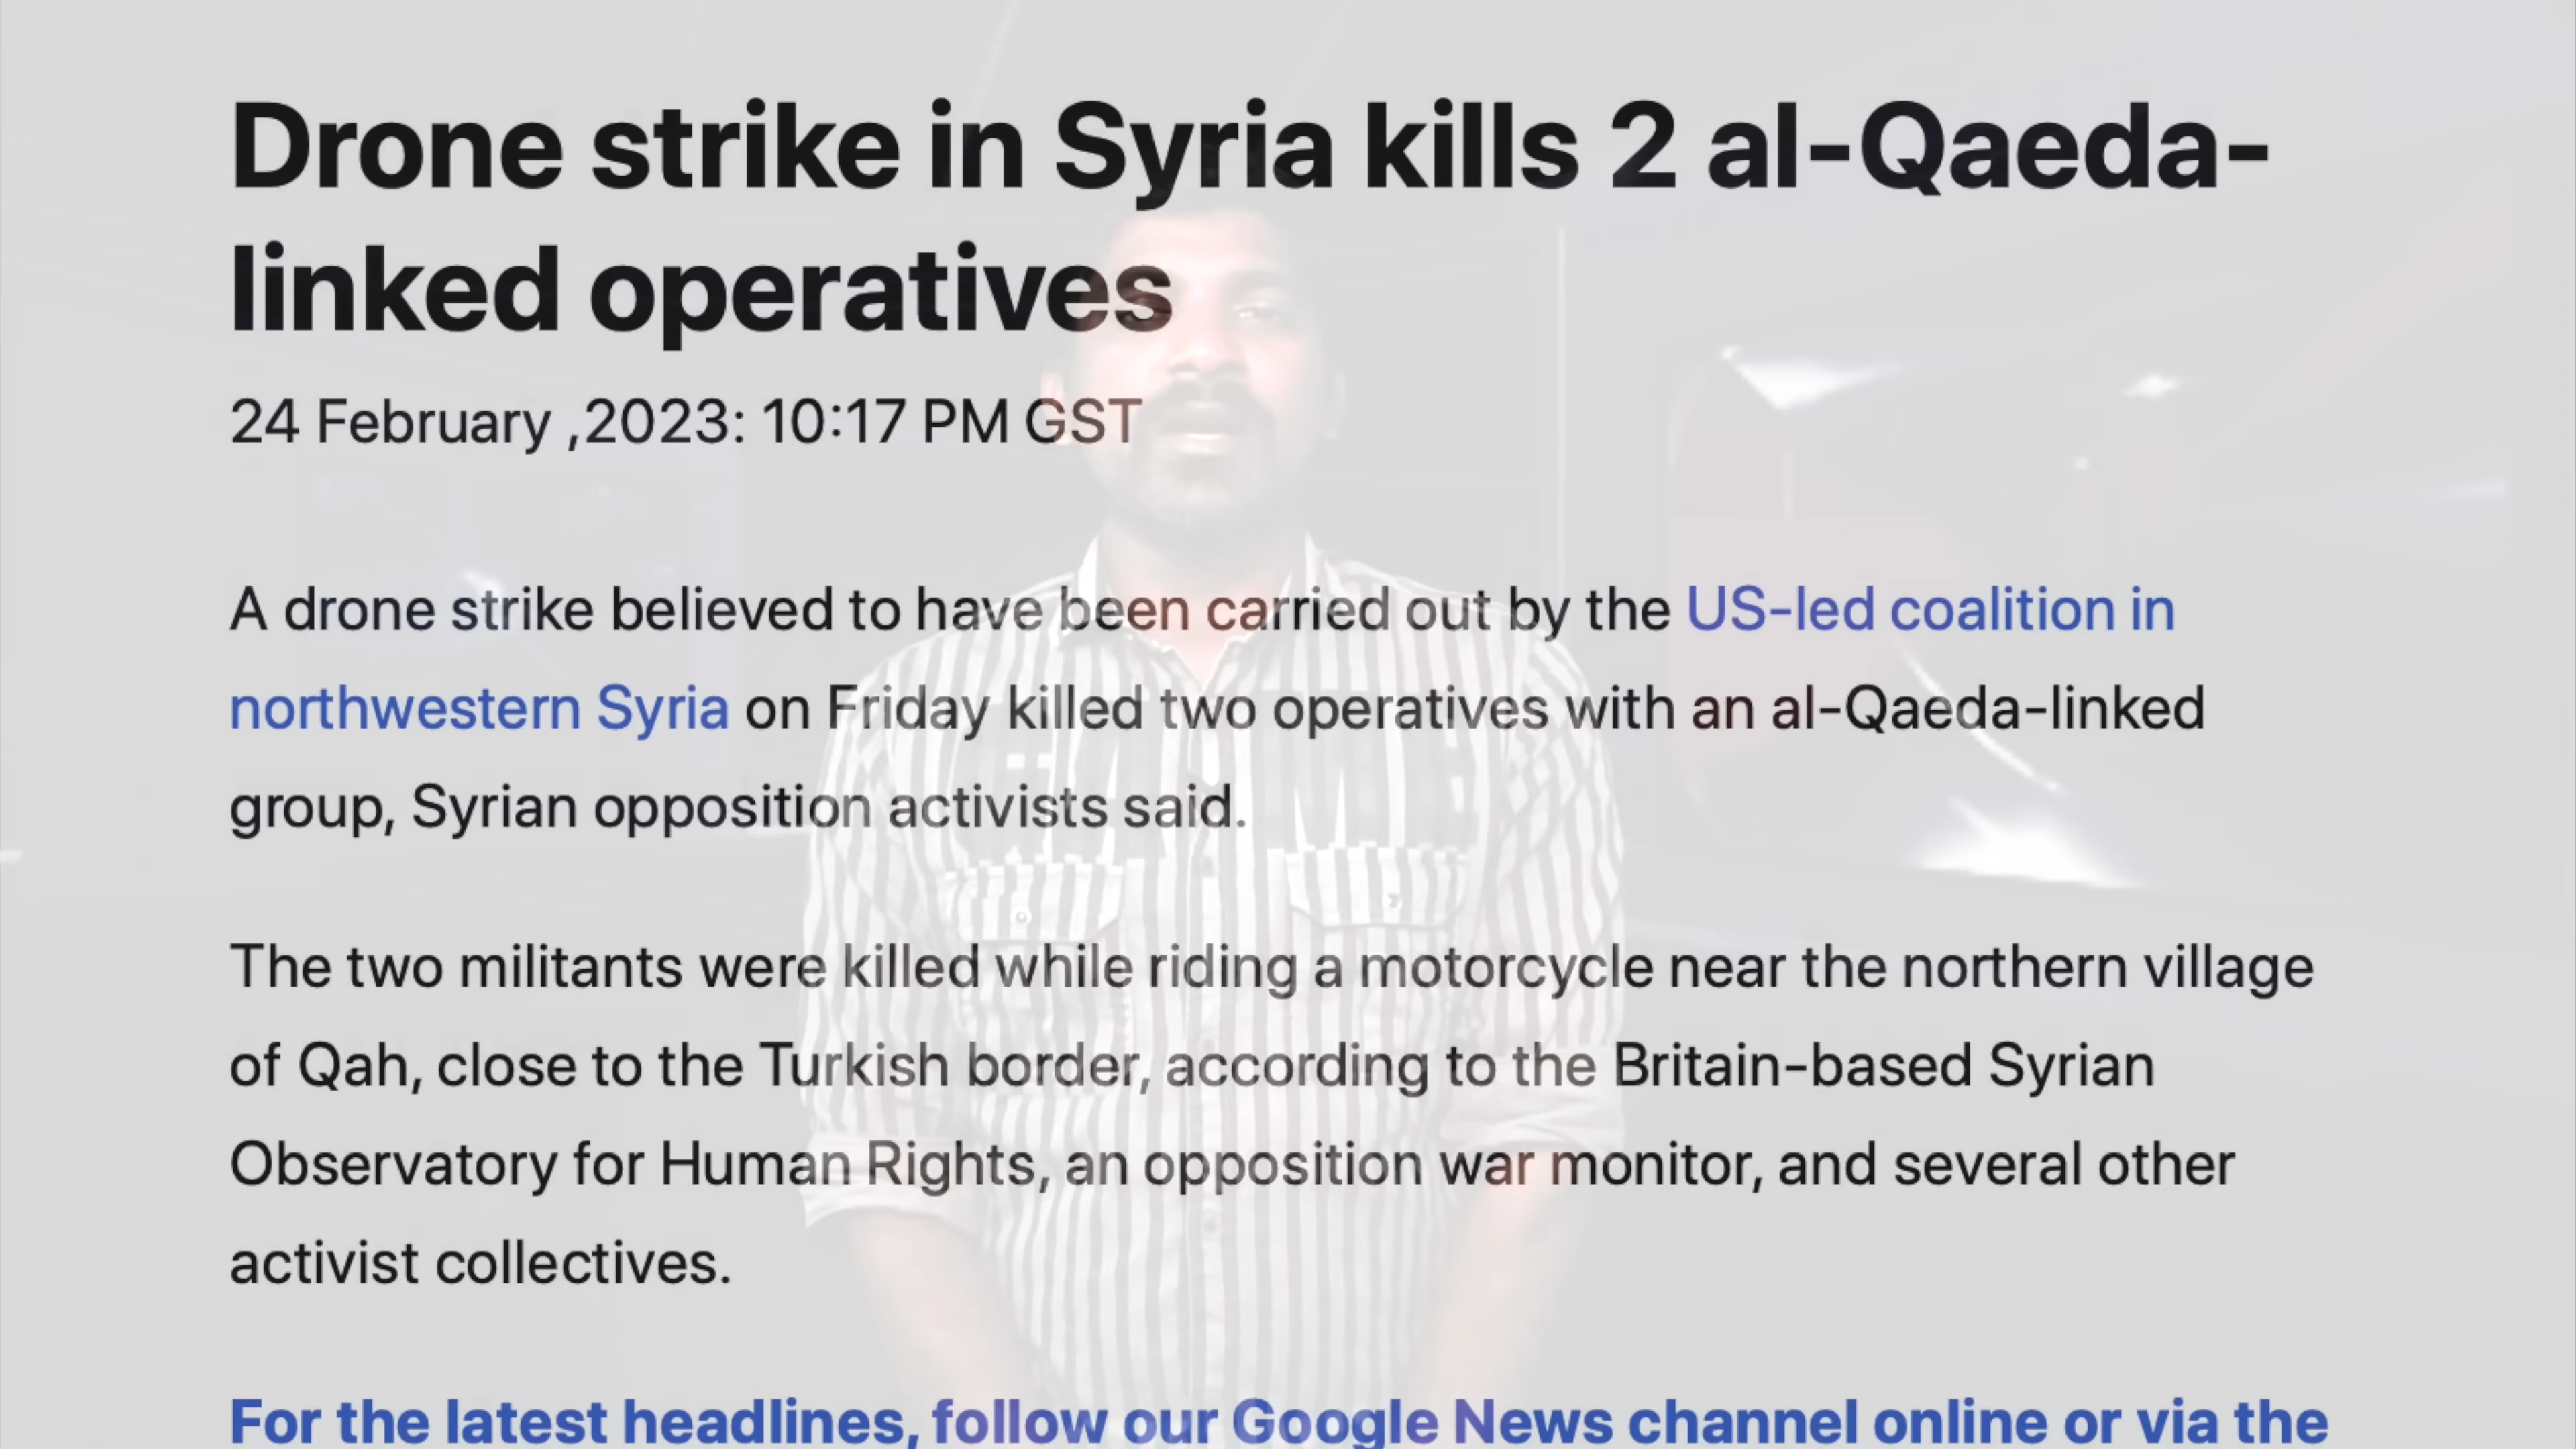 Drone strike in Syria kills 2 al-Qaeda-
linked operatives
24 February ,2023: 10:17 PM GST
A drone strike believed to have been carried out by the US-led coalition in
northwestern Syria on Friday killed two operatives with an al-Qaeda-linked
group, Syrian opposition activists said.
The two militants were killed while riding a motorcycle near the northern village
of Qah, close to the Turkish border, according to the Britain-based Syrian
Observatory for Human Rights, an opposition war monitor, and several other
activist collectives.
For the latest headlines, follow our Google News channel online or via the